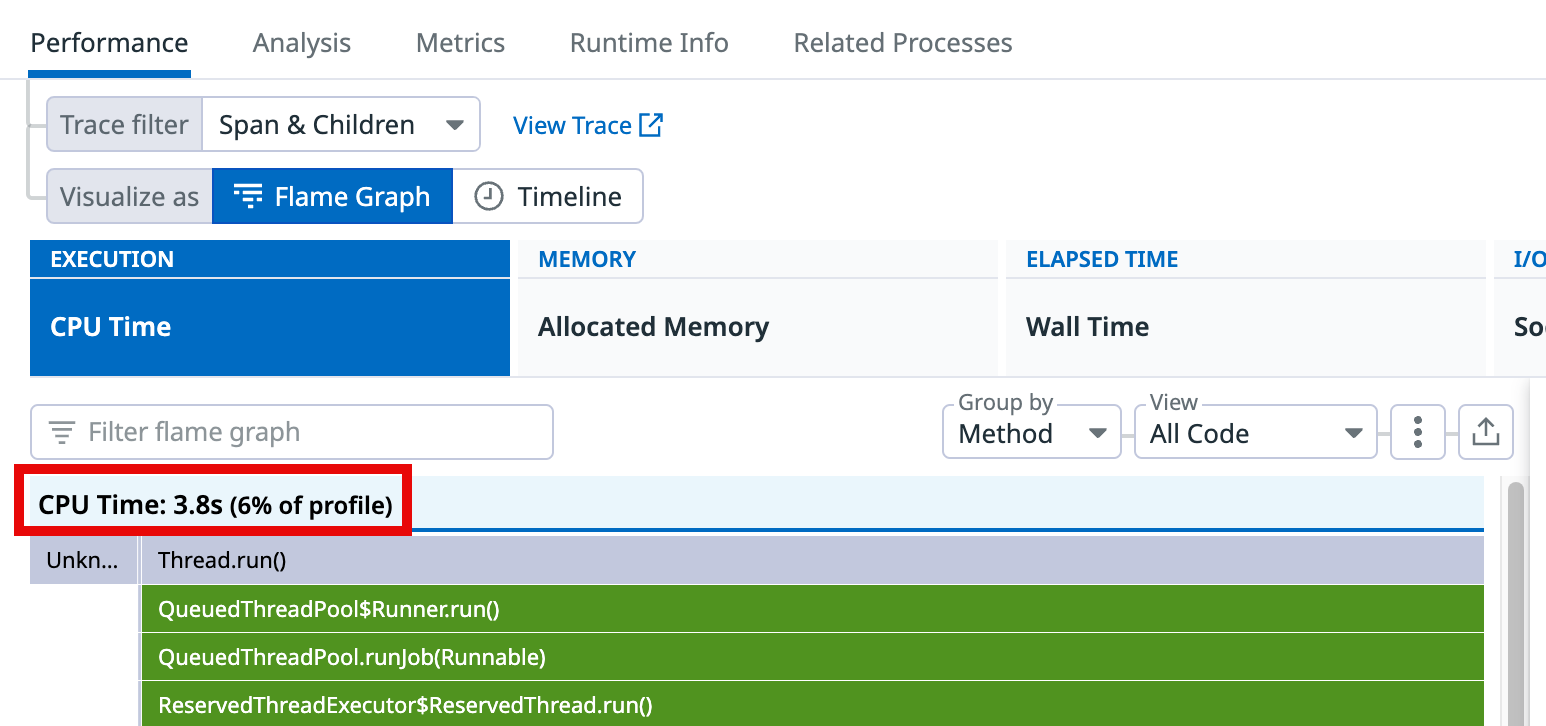 Performance Analysis Metrics Runtime Info Related Processes
Trace filter Span & Children View Trace
Visualize as Flame Graph Timeline
EXECUTION MEMORY ELAPSED TIME I/O
CPU Time Allocated Memory Wall Time So
Group by View
Filter flame graph Method All Code
CPU Time: 3.8s (6% of profile)
Unkn... Thread.run()
QueuedThreadPool$Runner.run()
QueuedThreadPool.runJob(Runnable)
ReservedThreadExecutor$ReservedThread.run()